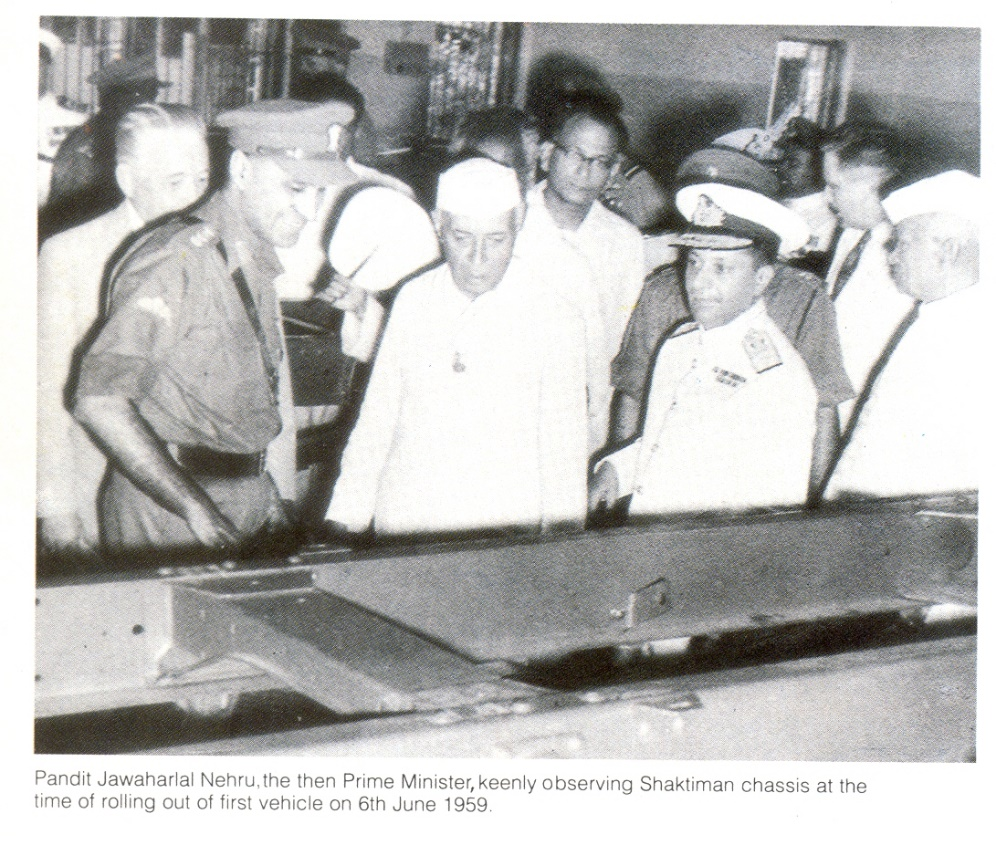 Pandit Jawaharlal Nehru, the then Prime Minister, keenly observing Shaktiman chassis at the
time of rolling out of first vehicle on 6th June 1959.